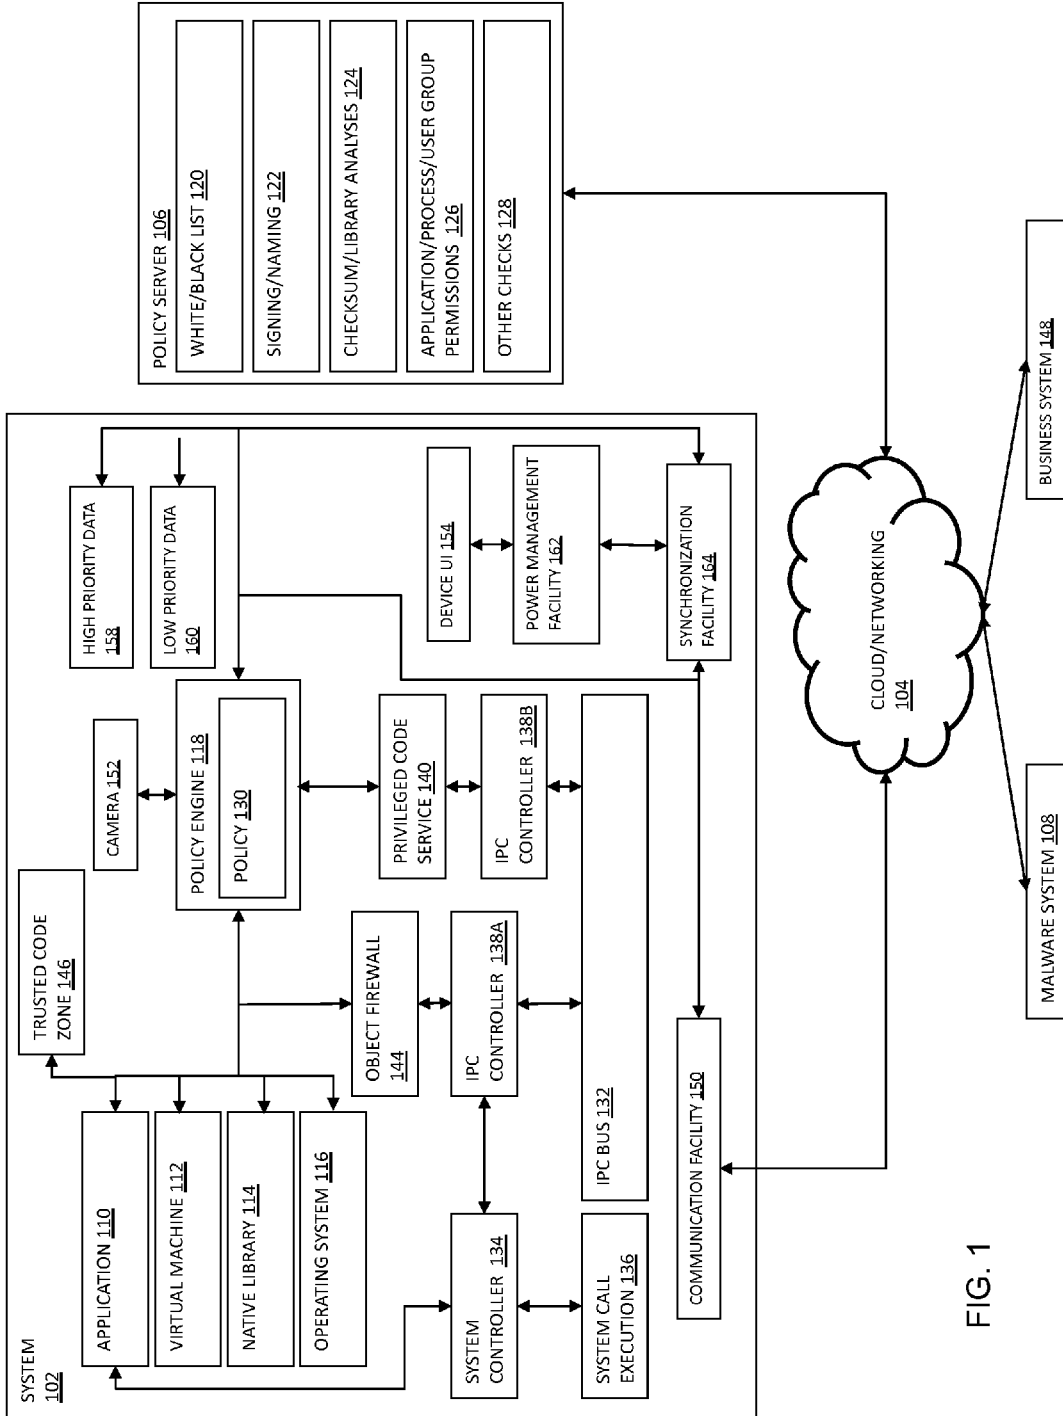 SYSTEM
102
APPLICATION 110
VIRTUAL MACHINE 112
NATIVE LIBRARY 114
OPERATING SYSTEM 116
SYSTEM
CONTROLLER 134
SYSTEM CALL
EXECUTION 136
TRUSTED CODE
ZONE 146
OBJECT FIREWALL
144
IPC
CONTROLLER 138A
IPC BUS 132
COMMUNICATION FACILITY 150
CAMERA 152
POLICY ENGINE 118
POLICY 130
PRIVILEGED CODE
SERVICE 140
IPC
CONTROLLER 138B
HIGH PRIORITY DATA
158
LOW PRIORITY DATA
160
DEVICE UI 154
POWER MANAGEMENT
FACILITY 162
SYNCHRONIZATION
FACILITY 164
POLICY SERVER 106
WHITE/BLACK LIST 120
SIGNING/NAMING 122
CHECKSUM/LIBRARY ANALYSES 124
APPLICATION/PROCESS/USER GROUP
PERMISSIONS 126
OTHER CHECKS 128
CLOUD/NETWORKING
104
MALWARE SYSTEM 108
BUSINESS SYSTEM 148
FIG. 1